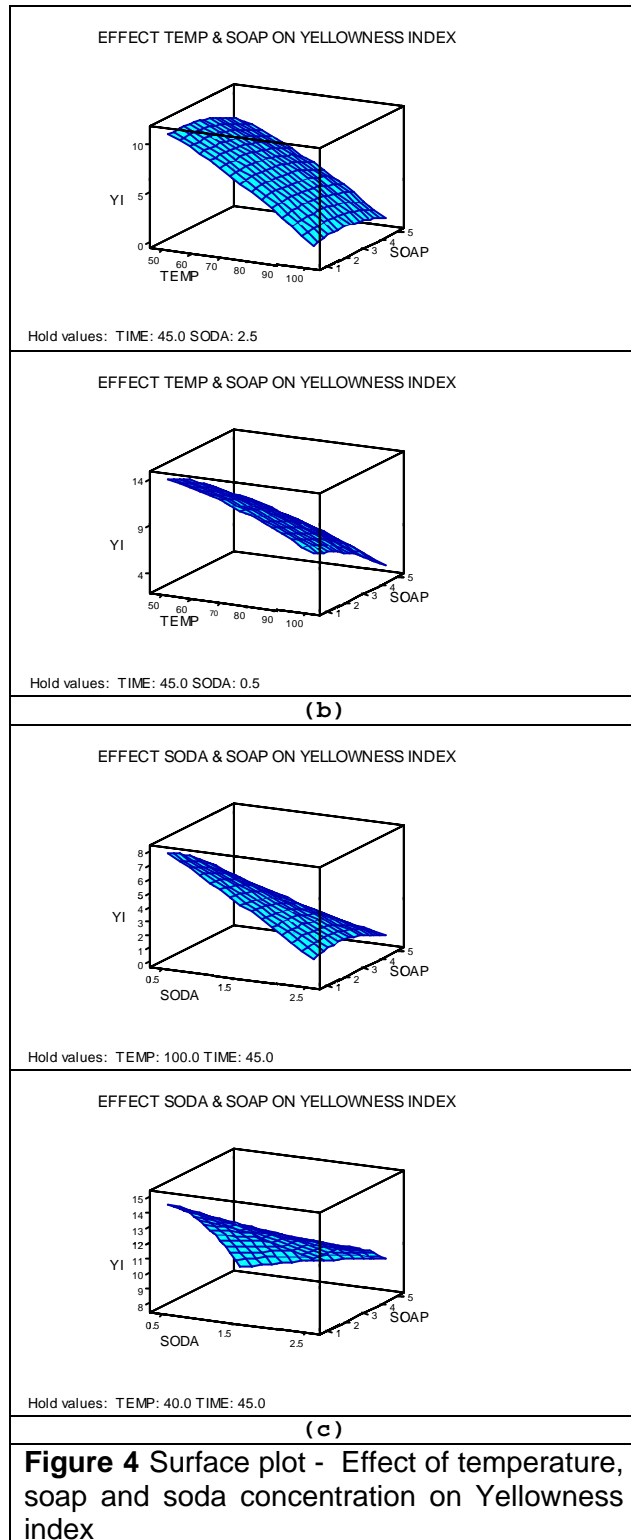 EFFECT TEMP & SOAP ON YELLOWNESS INDEX
10
5
0
YI
50 60 70 80 90 100
TEMP
1 2 3 4 5
SOAP
Hold values: TIME: 45.0 SODA: 2.5
EFFECT TEMP & SOAP ON YELLOWNESS INDEX
14
9
4
YI
50 60 70 80 90 100
TEMP
1 2 3 4 5
SOAP
Hold values: TIME: 45.0 SODA: 0.5
(b)
EFFECT SODA & SOAP ON YELLOWNESS INDEX
8
7
6
5
4
3
2
1
0
YI
0.5 1.5 2.5
SODA
1 2 3 4 5
SOAP
Hold values: TEMP: 100.0 TIME: 45.0
EFFECT SODA & SOAP ON YELLOWNESS INDEX
15
14
13
12
11
10
9
8
YI
0.5 1.5 2.5
SODA
1 2 3 4 5
SOAP
Hold values: TEMP: 40.0 TIME: 45.0
(c)
Figure 4 Surface plot - Effect of temperature,
soap and soda concentration on Yellowness
index